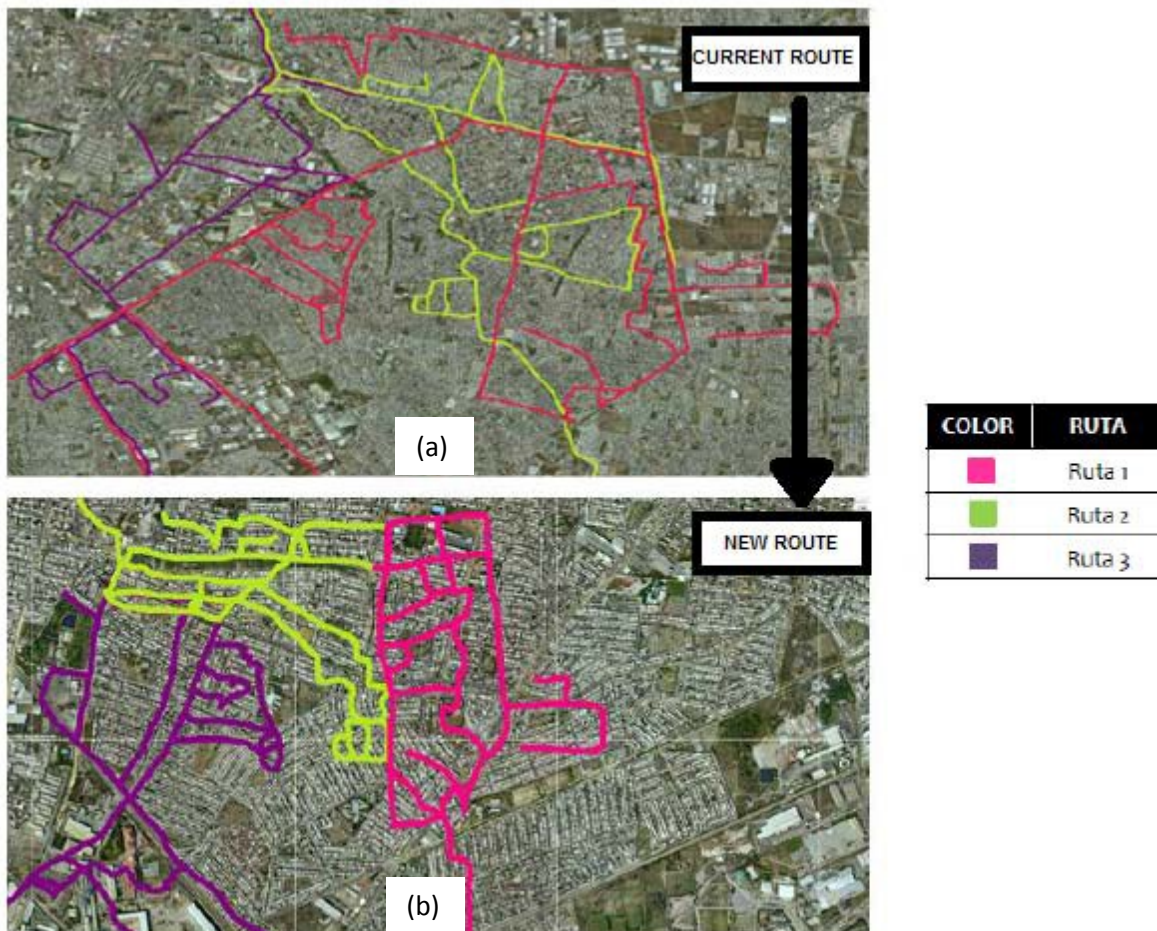 CURRENT ROUTE
(a)
NEW ROUTE
(b)
COLOR RUTA
Ruta 1
Ruta 2
Ruta 3